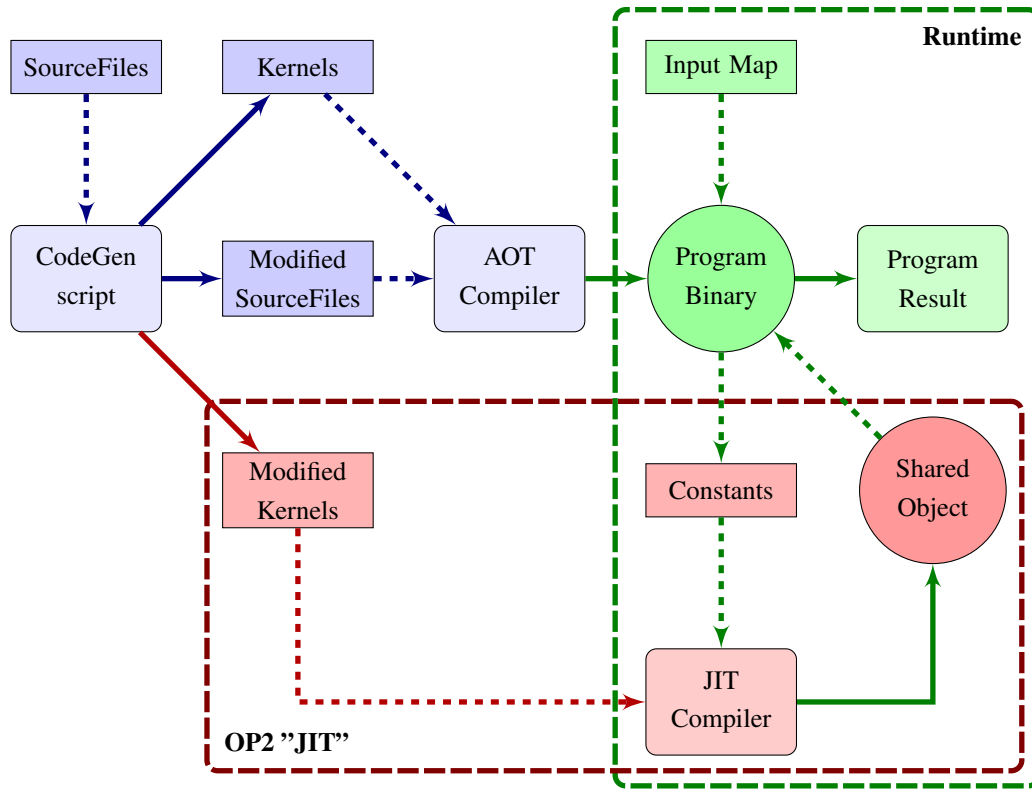 Runtime
SourceFiles
Kernels
Input Map
CodeGen
script
Modified
SourceFiles
AOT
Compiler
Program
Binary
Program
Result
Modified
Kernels
Constants
Shared
Object
JIT
Compiler
OP2 ”JIT”